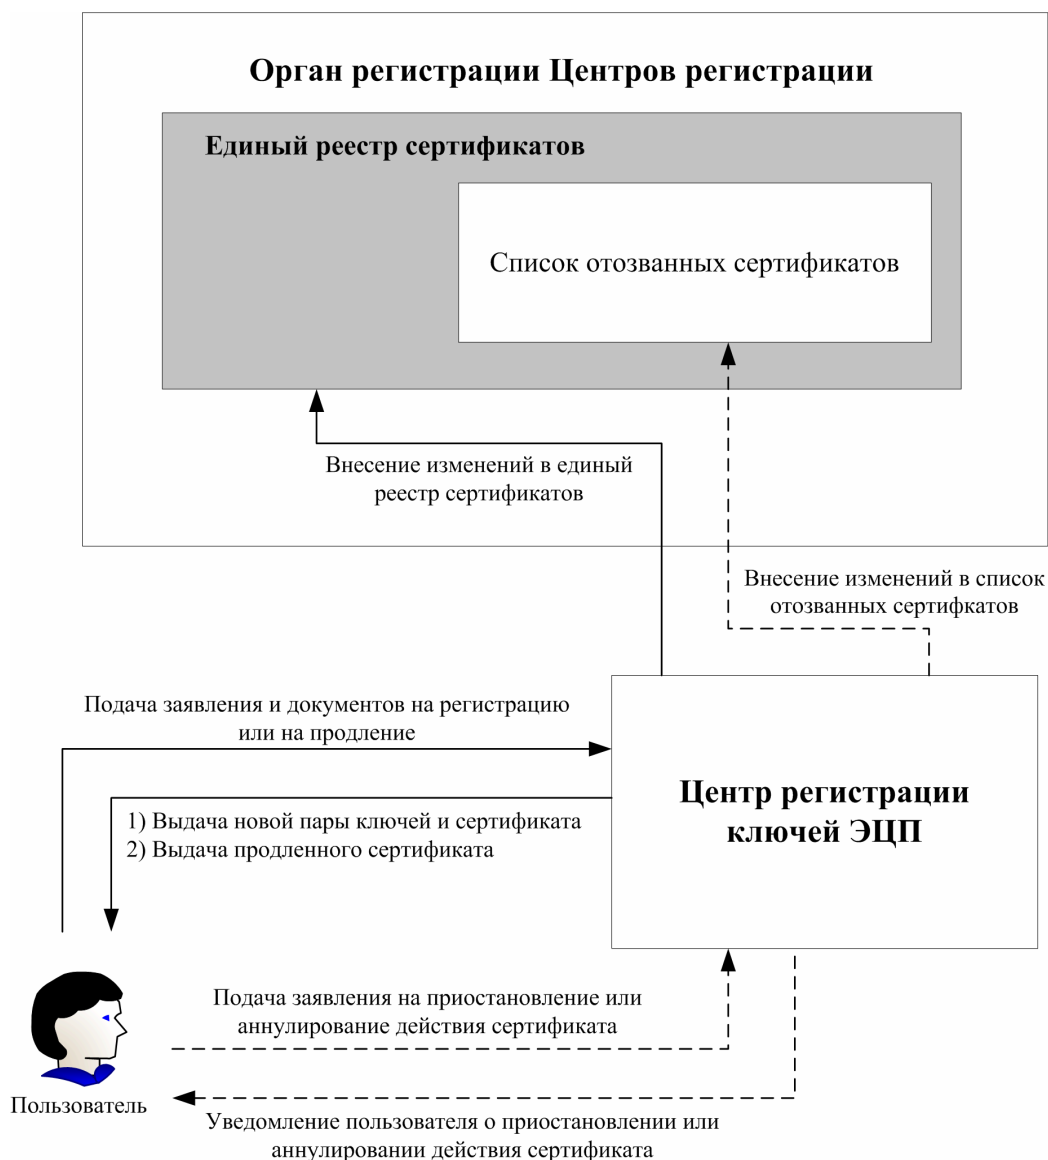 Орган регистрации Центров регистрации
Единый реестр сертификатов
Список отозванных сертификатов
Внесение изменений в единый
реестр сертификатов
Внесение изменений в список
отозванных сертифкатов
Подача заявления и документов на регистрацию
или на продление
1) Выдача новой пары ключей и сертификата
2) Выдача продленного сертификата
Центр регистрации
ключей ЭЦП
Подача заявления на приостановление или
аннулирование действия сертификата
Пользователь
Уведомление пользователя о приостановлении или
аннулировании действия сертификата